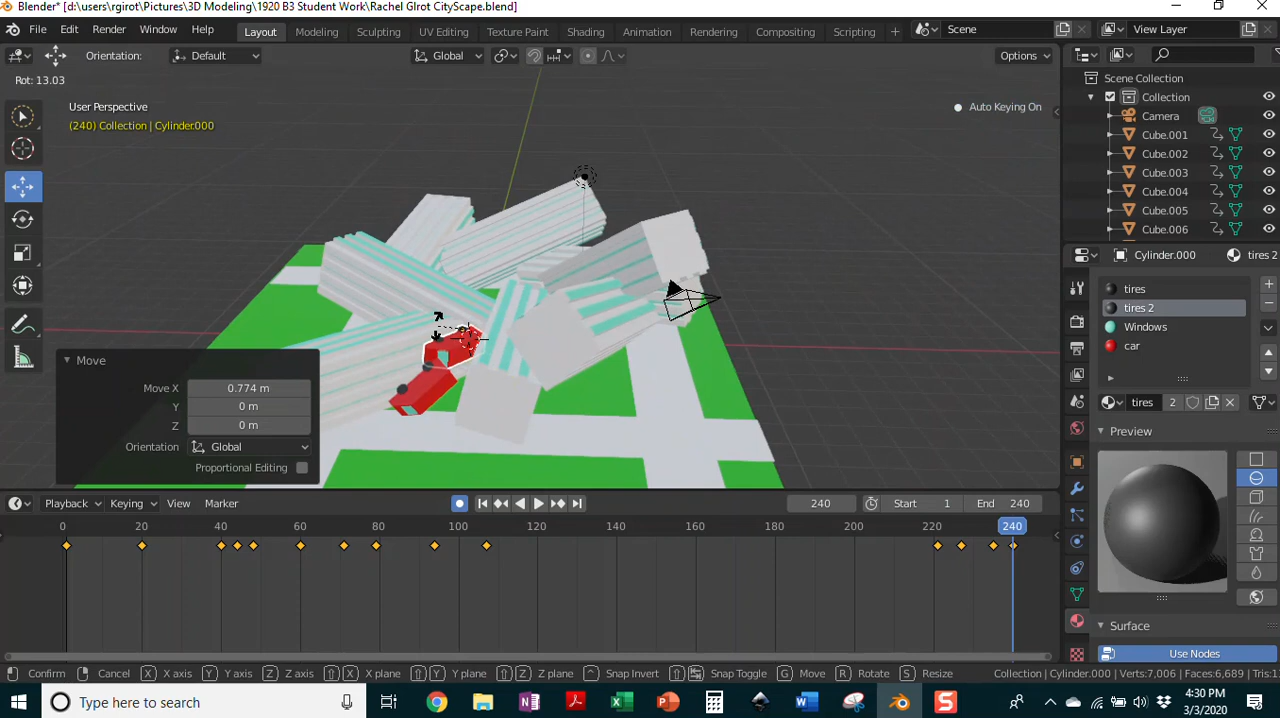 Blender* [d:\users\rgirot\Pictures\3D Modeling\1920 B3 Student Work\Rachel GIrot CityScape.blend]
File Edit Render Window Help Layout Modeling Sculpting UV Editing Texture Paint Shading Animation Rendering Compositing Scripting + Scene View Layer
Orientation: Default Global Options
Rot: 13.03
User Perspective
(240) Collection | Cylinder.000
Auto Keying On
Scene Collection
Collection
Camera
Cube.001
Cube.002
Cube.003
Cube.004
Cube.005
Cube.006
Cylinder.000 tires 2
tires
tires 2
Windows
car
tires 2
Preview
Surface
Use Nodes
Move
Move X 0.774 m
Y 0 m
Z 0 m
Orientation Global
Proportional Editing
Playback Keying View Marker 240 Start 1 End 240
0 20 40 60 80 100 120 140 160 180 200 220 240
Confirm Cancel X X axis Y Y axis Z Z axis X X plane Y Y plane Z Z plane Snap Invert Snap Toggle G Move R Rotate S Resize Collection | Cylinder.000 | Verts:7,006 | Faces:6,689 | Tris:1
Type here to search
4:30 PM
3/3/2020